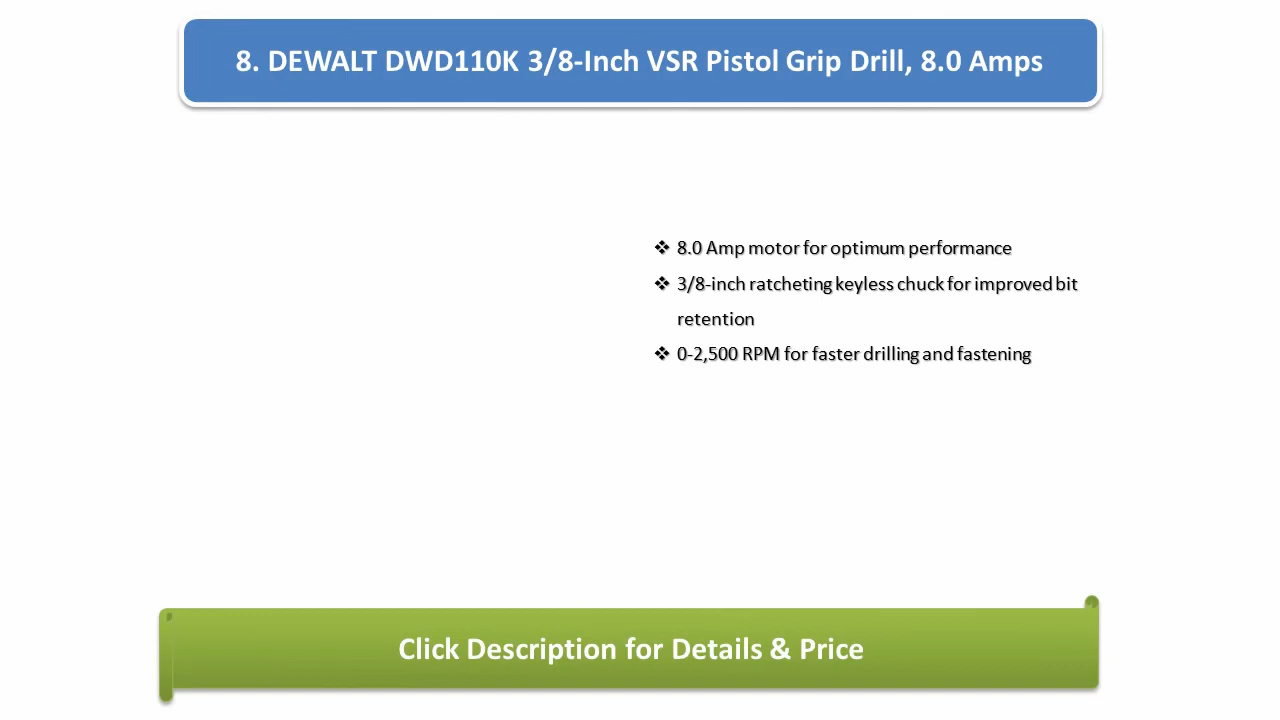 8. DEWALT DWD110K 3/8-Inch VSR Pistol Grip Drill, 8.0 Amps
❖ 8.0 Amp motor for optimum performance
❖ 3/8-inch ratcheting keyless chuck for improved bit
retention
❖ 0-2,500 RPM for faster drilling and fastening
Click Description for Details & Price